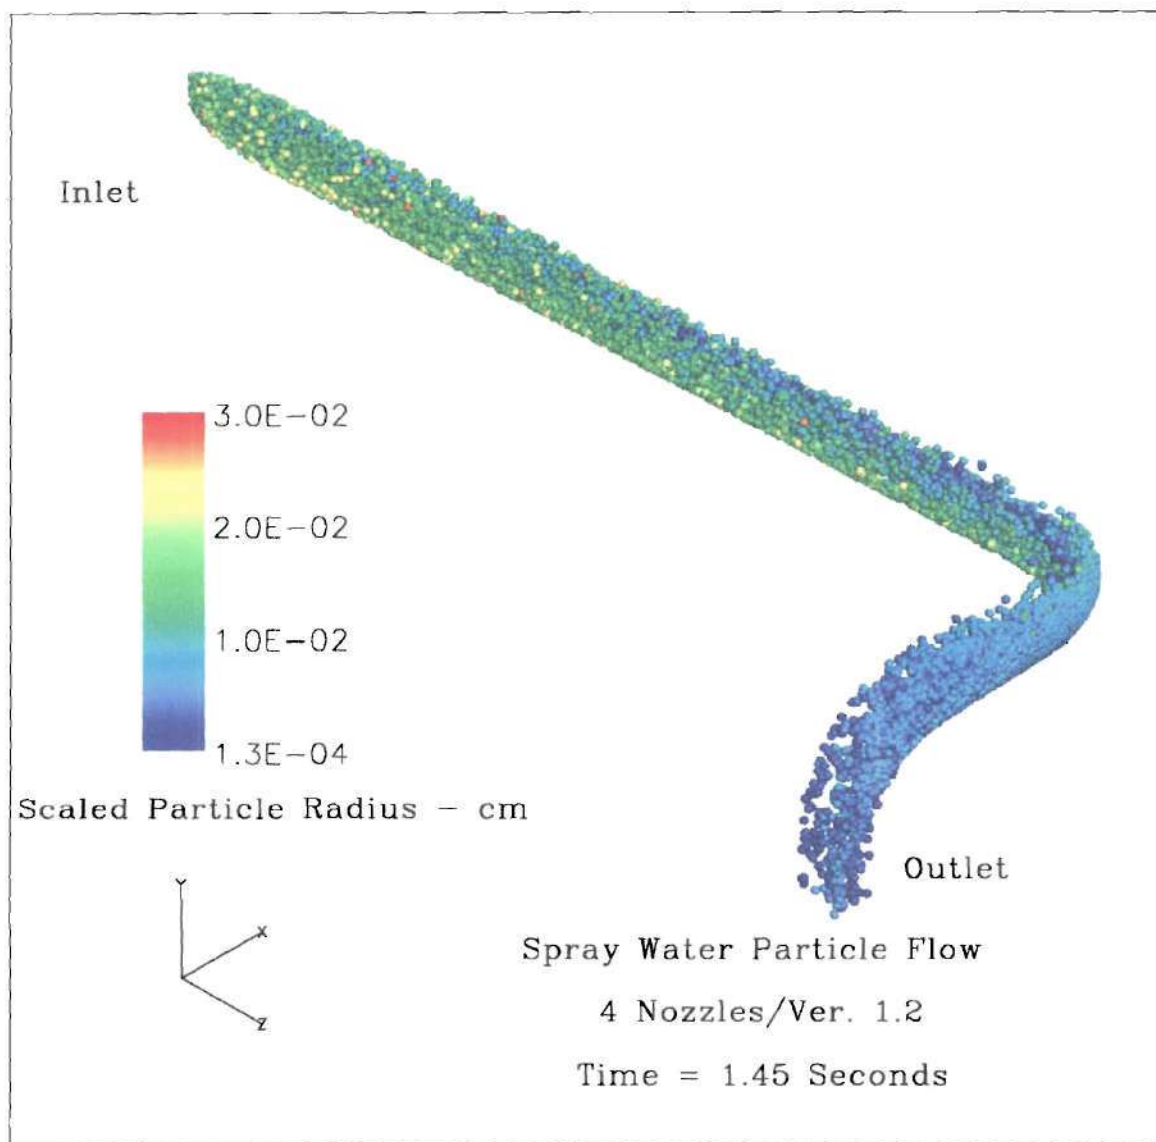 Inlet
3.0E-02
2.0E-02
1.0E-02
1.3E-04
Scaled Particle Radius - cm
Y
X
Z
Outlet
Spray Water Particle Flow
4 Nozzles/Ver. 1.2
Time = 1.45 Seconds